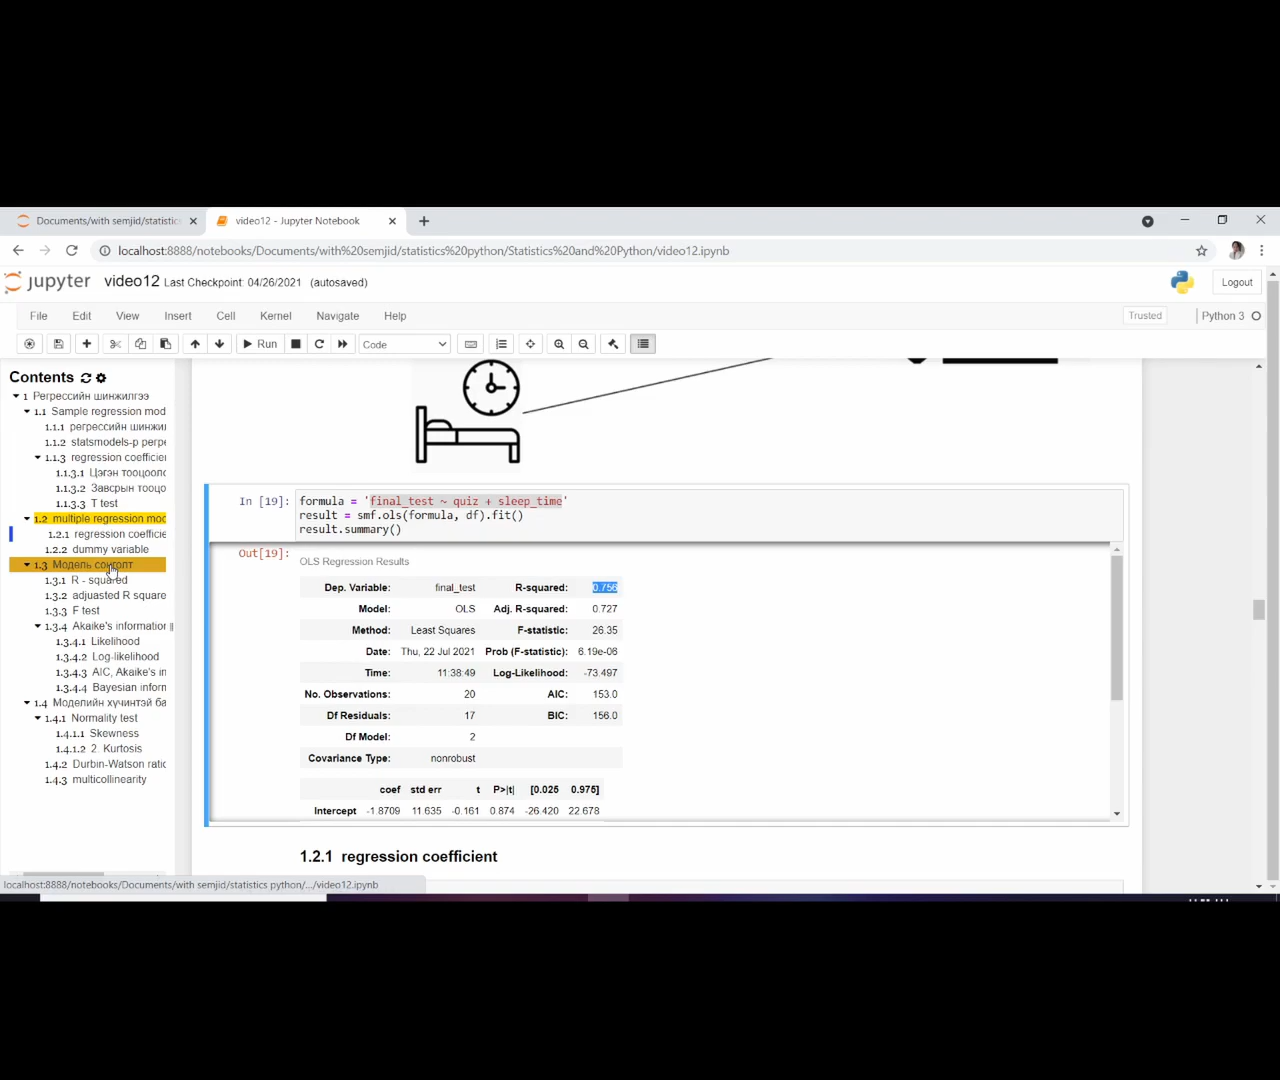 Documents/with semjid/statistic
video12 - Jupyter Notebook
localhost:8888/notebooks/Documents/with%20semjid/statistics%20python/Statistics%20and%20Python/video12.ipynb
jupyter video12 Last Checkpoint: 04/26/2021 (autosaved)
Logout
File Edit View Insert Cell Kernel Navigate Help
Trusted Python 3
Run Code
Contents
1 Регрессийн шинжилгээ
1.1 Sample regression mod
1.1.1 регрессийн шинжи
1.1.2 statsmodels-р регре
1.1.3 regression coefficie
1.1.3.1 Цэгэн тооцоол
1.1.3.2 Завсрын тооцо
1.1.3.3 T test
1.2 multiple regression mod
1.2.1 regression coefficie
1.2.2 dummy variable
1.3 Модель сонголт
1.3.1 R - squared
1.3.2 adjuasted R square
1.3.3 F test
1.3.4 Akaike's information
1.3.4.1 Likelihood
1.3.4.2 Log-likelihood
1.3.4.3 AIC, Akaike's in
1.3.4.4 Bayesian inform
1.4 Моделийн хүчинтэй ба
1.4.1 Normality test
1.4.1.1 Skewness
1.4.1.2 2. Kurtosis
1.4.2 Durbin-Watson ratio
1.4.3 multicollinearity
In [19]: formula = 'final_test ~ quiz + sleep_time'
result = smf.ols(formula, df).fit()
result.summary()
Out[19]: OLS Regression Results
Dep. Variable: final_test R-squared: 0.756
Model: OLS Adj. R-squared: 0.727
Method: Least Squares F-statistic: 26.35
Date: Thu, 22 Jul 2021 Prob (F-statistic): 6.19e-06
Time: 11:38:49 Log-Likelihood: -73.497
No. Observations: 20 AIC: 153.0
Df Residuals: 17 BIC: 156.0
Df Model: 2
Covariance Type: nonrobust
coef std err t P>|t| [0.025 0.975]
Intercept -1.8709 11.635 -0.161 0.874 -26.420 22.678
1.2.1 regression coefficient
localhost:8888/notebooks/Documents/with semjid/statistics python/.../video12.ipynb